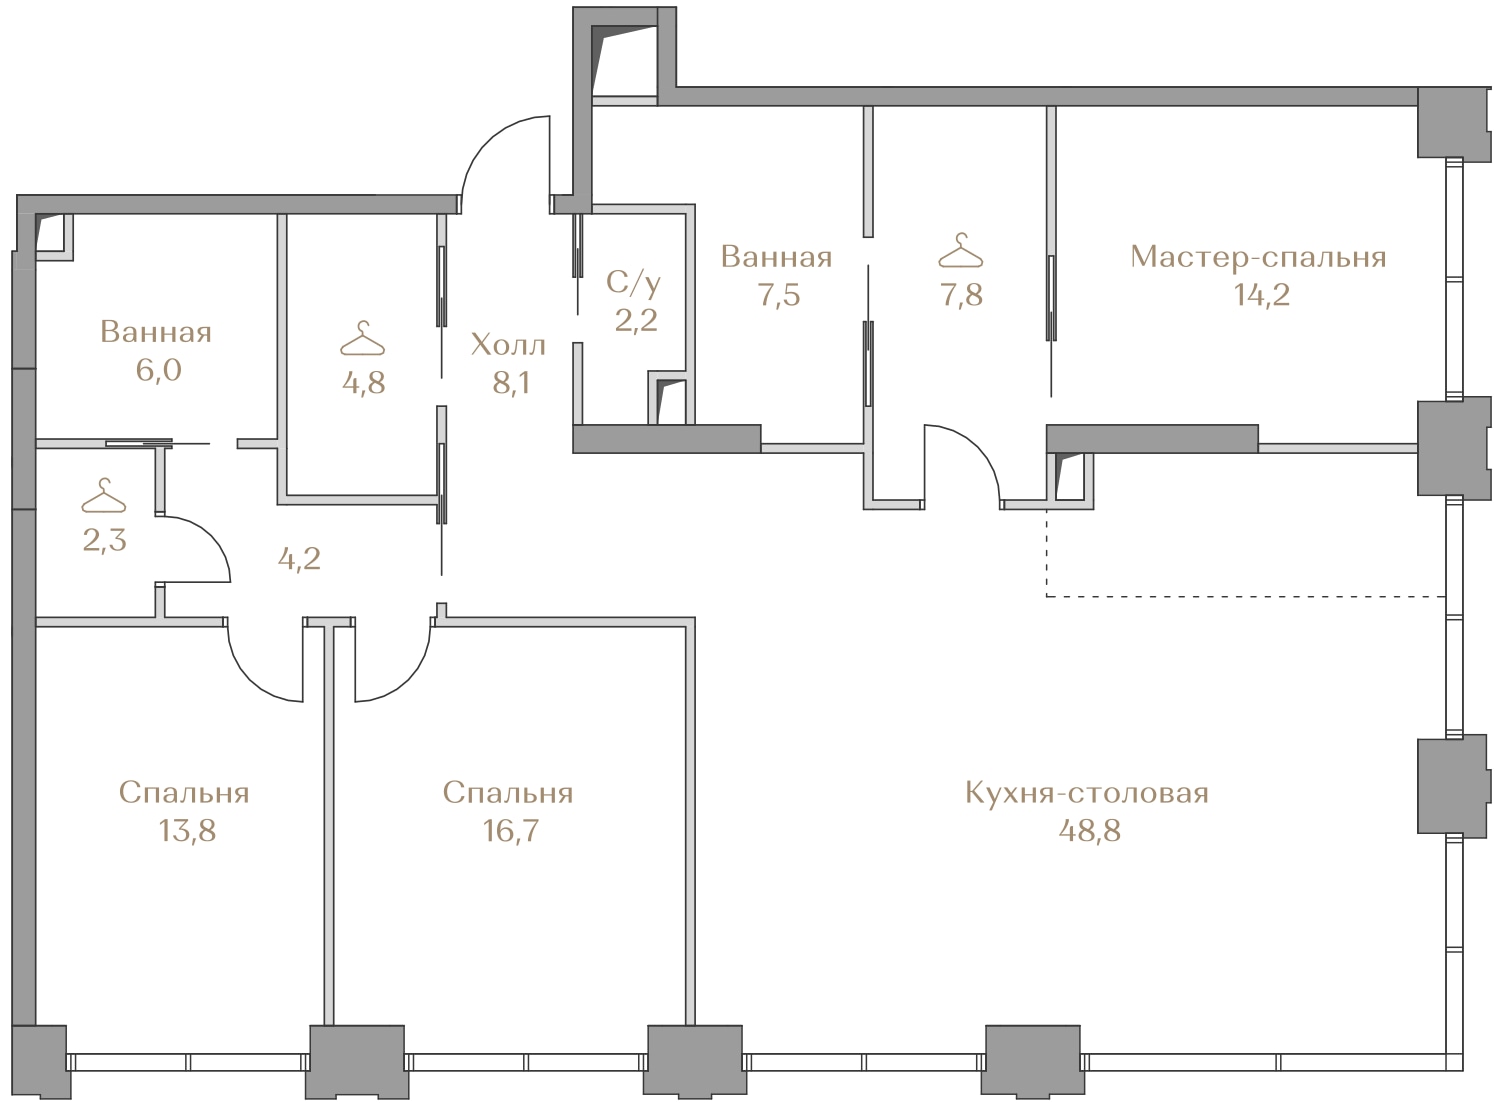 Ванная
6,0
4,8
Холл
8,1
С/у
2,2
Ванная
7,5
7,8
Мастер-спальня
14,2
2,3
4,2
Спальня
13,8
Спальня
16,7
Кухня-столовая
48,8